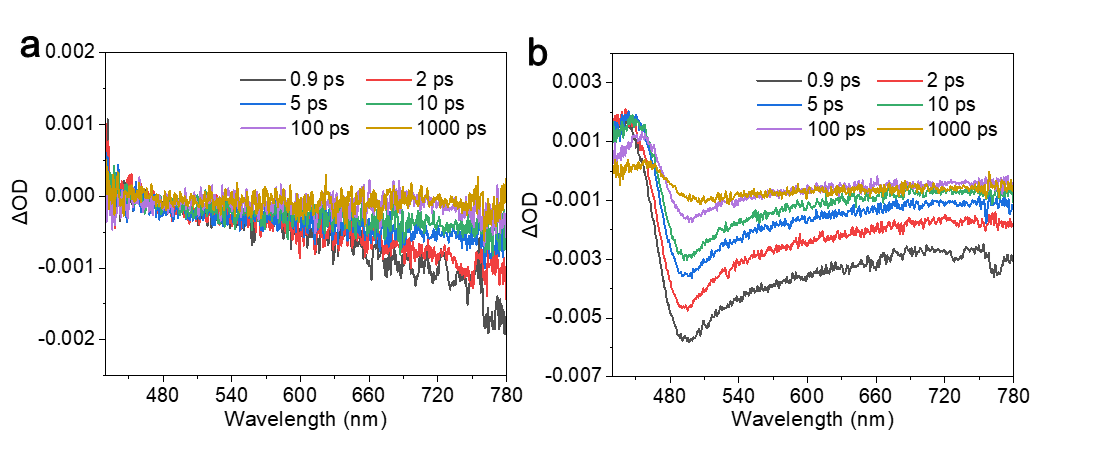 a
0.002
0.001
0.000
-0.001
-0.002
ΔOD
0.9 ps 2 ps
5 ps 10 ps
100 ps 1000 ps
480 540 600 660 720 780
Wavelength (nm)
b
0.003
0.001
-0.001
-0.003
-0.005
-0.007
ΔOD
0.9 ps 2 ps
5 ps 10 ps
100 ps 1000 ps
480 540 600 660 720 780
Wavelength (nm)